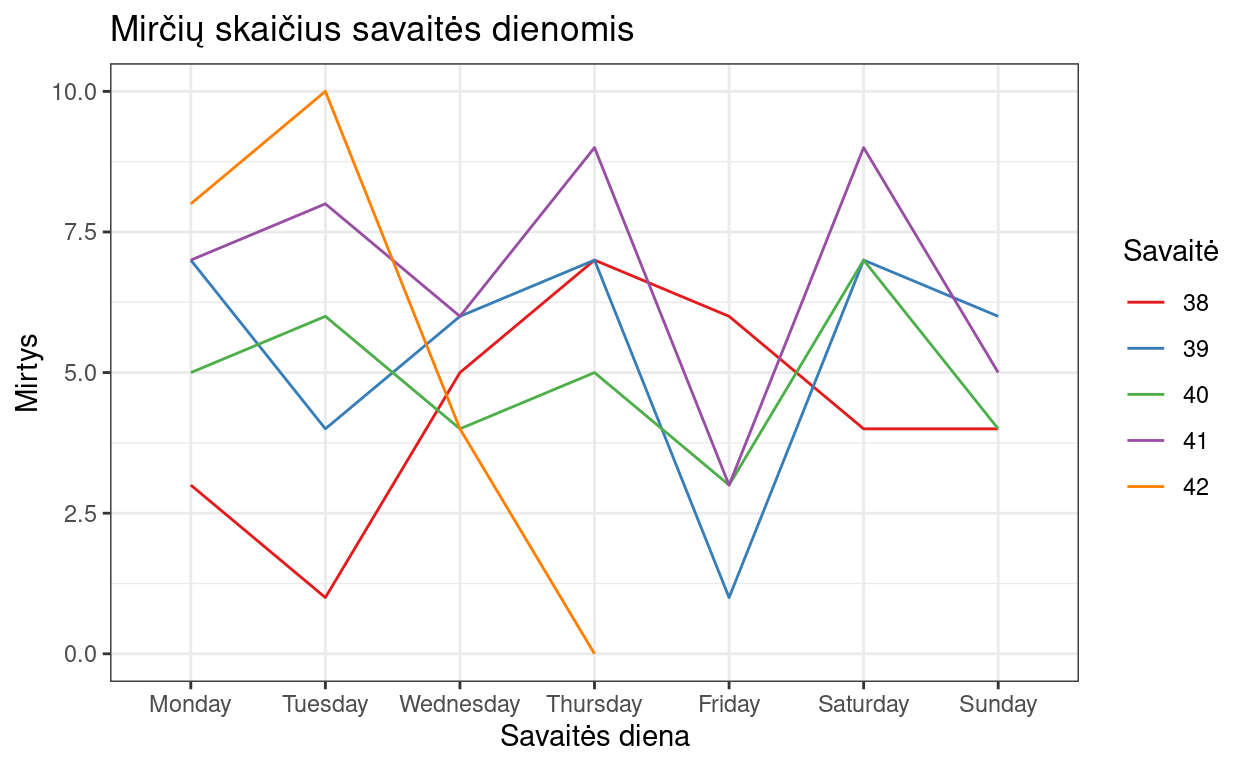 Mirčių skaičius savaitės dienomis
10.0
7.5
5.0
2.5
0.0
Mirtys
Monday Tuesday Wednesday Thursday Friday Saturday Sunday
Savaitės diena
Savaitė
38
39
40
41
42